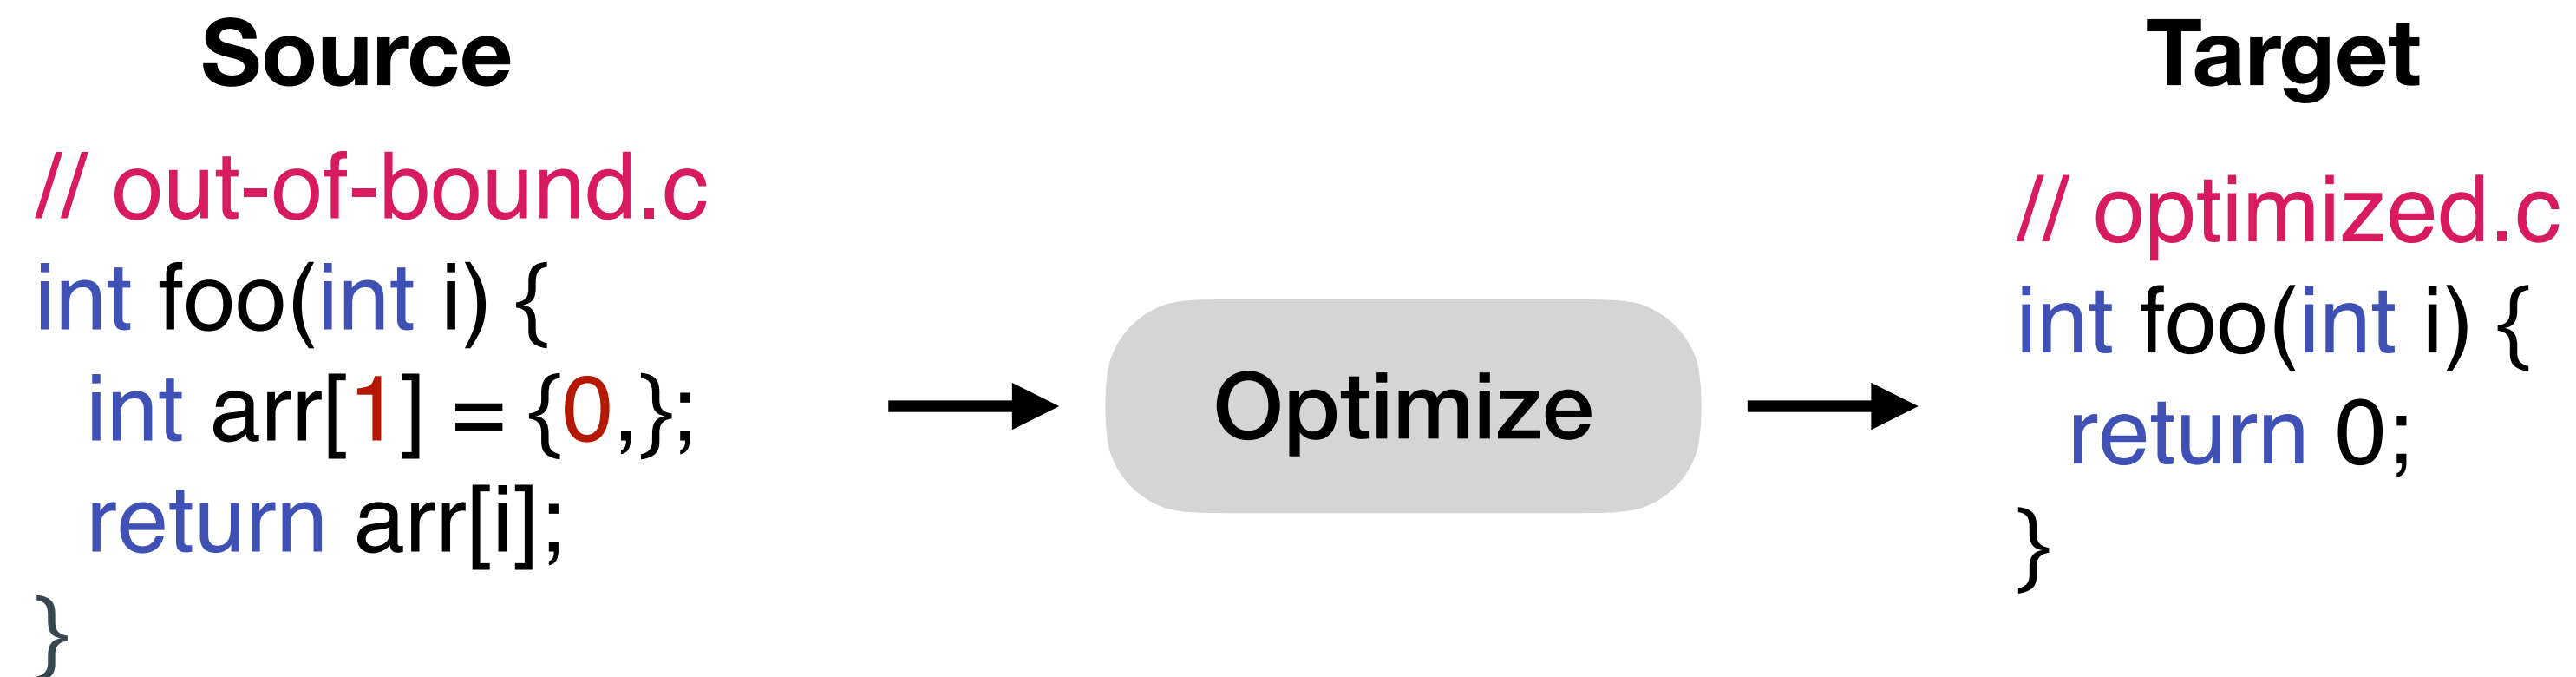 Source
// out-of-bound.c
int foo(int i) {
  int arr[1] = {0,};
  return arr[i];
}
Optimize
Target
// optimized.c
int foo(int i) {
  return 0;
}